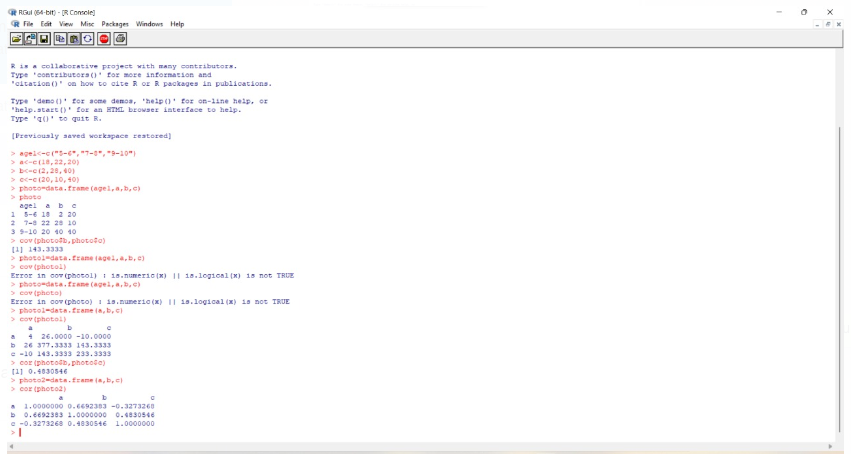 RGui (64-bit) - [R Console]
File Edit View Misc Packages Windows Help
STOP
R is a collaborative project with many contributors.
Type 'contributors()' for more information and
'citation()' on how to cite R or R packages in publications.
Type 'demo()' for some demos, 'help()' for on-line help, or
'help.start()' for an HTML browser interface to help.
Type 'q()' to quit R.
[Previously saved workspace restored]
> age1<-c("5-6","7-8","9-10")
> a<-c(18,22,20)
> b<-c(2,28,40)
> c<-c(20,10,40)
> photo=data.frame(age1,a,b,c)
> photo
age1 a b c
1 5-6 18 2 20
2 7-8 22 28 10
3 9-10 20 40 40
> cov(photo$b,photo$c)
[1] 143.3333
> photo1=data.frame(age1,a,b,c)
> cov(photo1)
Error in cov(photo1) : is.numeric(x) || is.logical(x) is not TRUE
> photo=data.frame(age1,a,b,c)
> cov(photo)
Error in cov(photo) : is.numeric(x) || is.logical(x) is not TRUE
> photo1=data.frame(a,b,c)
> cov(photo1)
a b c
a 4 26.0000 -10.0000
b 26 377.3333 143.3333
c -10 143.3333 233.3333
> cor(photo$b,photo$c)
[1] 0.4830546
> photo2=data.frame(a,b,c)
> cor(photo2)
a b c
a 1.0000000 0.6692383 -0.3273268
b 0.6692383 1.0000000 0.4830546
c -0.3273268 0.4830546 1.0000000
>